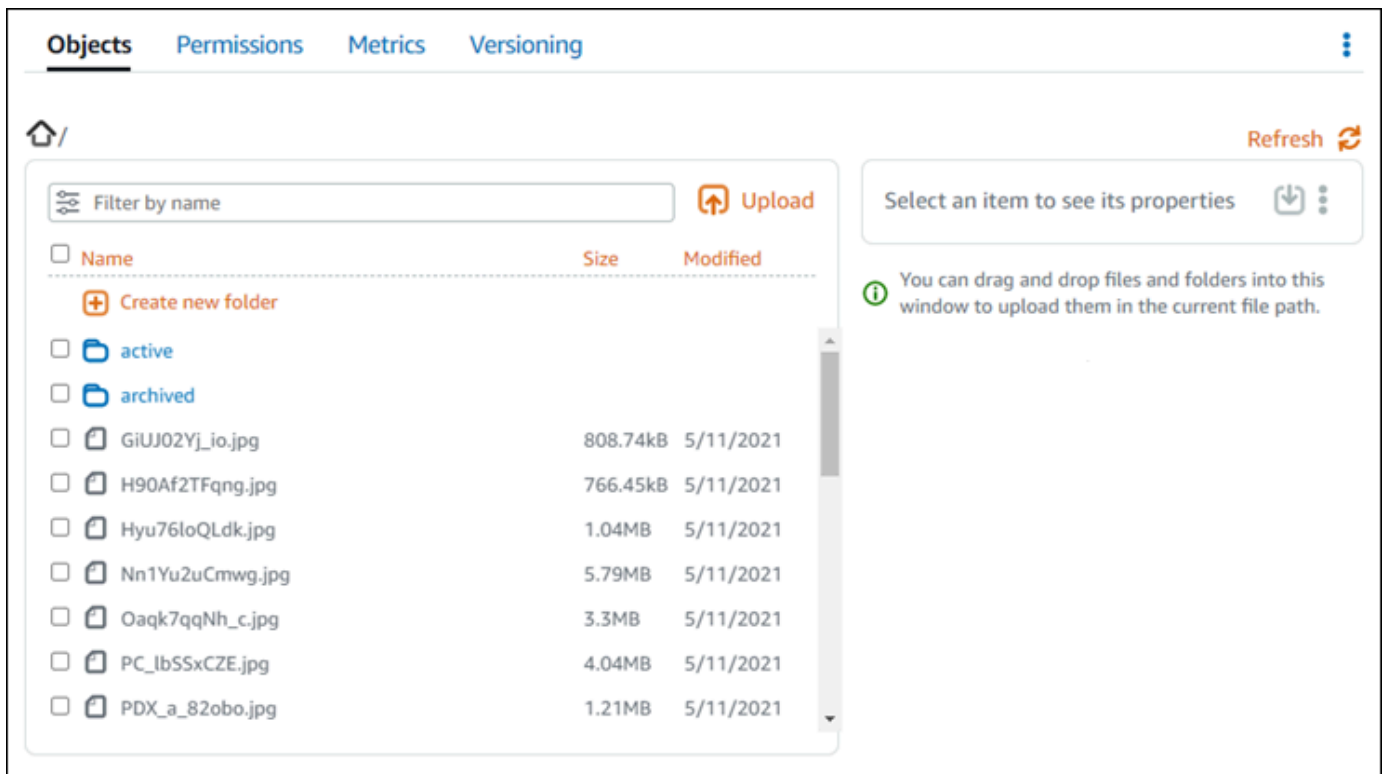 Objects Permissions Metrics Versioning
/
Refresh
Filter by name
Upload
Name Size Modified
Create new folder
active
archived
GiUJ02Yj_io.jpg 808.74kB 5/11/2021
H90Af2TFqng.jpg 766.45kB 5/11/2021
Hyu76loQLdk.jpg 1.04MB 5/11/2021
Nn1Yu2uCmwg.jpg 5.79MB 5/11/2021
Oaqk7qqNh_c.jpg 3.3MB 5/11/2021
PC_lbSSxCZE.jpg 4.04MB 5/11/2021
PDX_a_82obo.jpg 1.21MB 5/11/2021
Select an item to see its properties
You can drag and drop files and folders into this
window to upload them in the current file path.